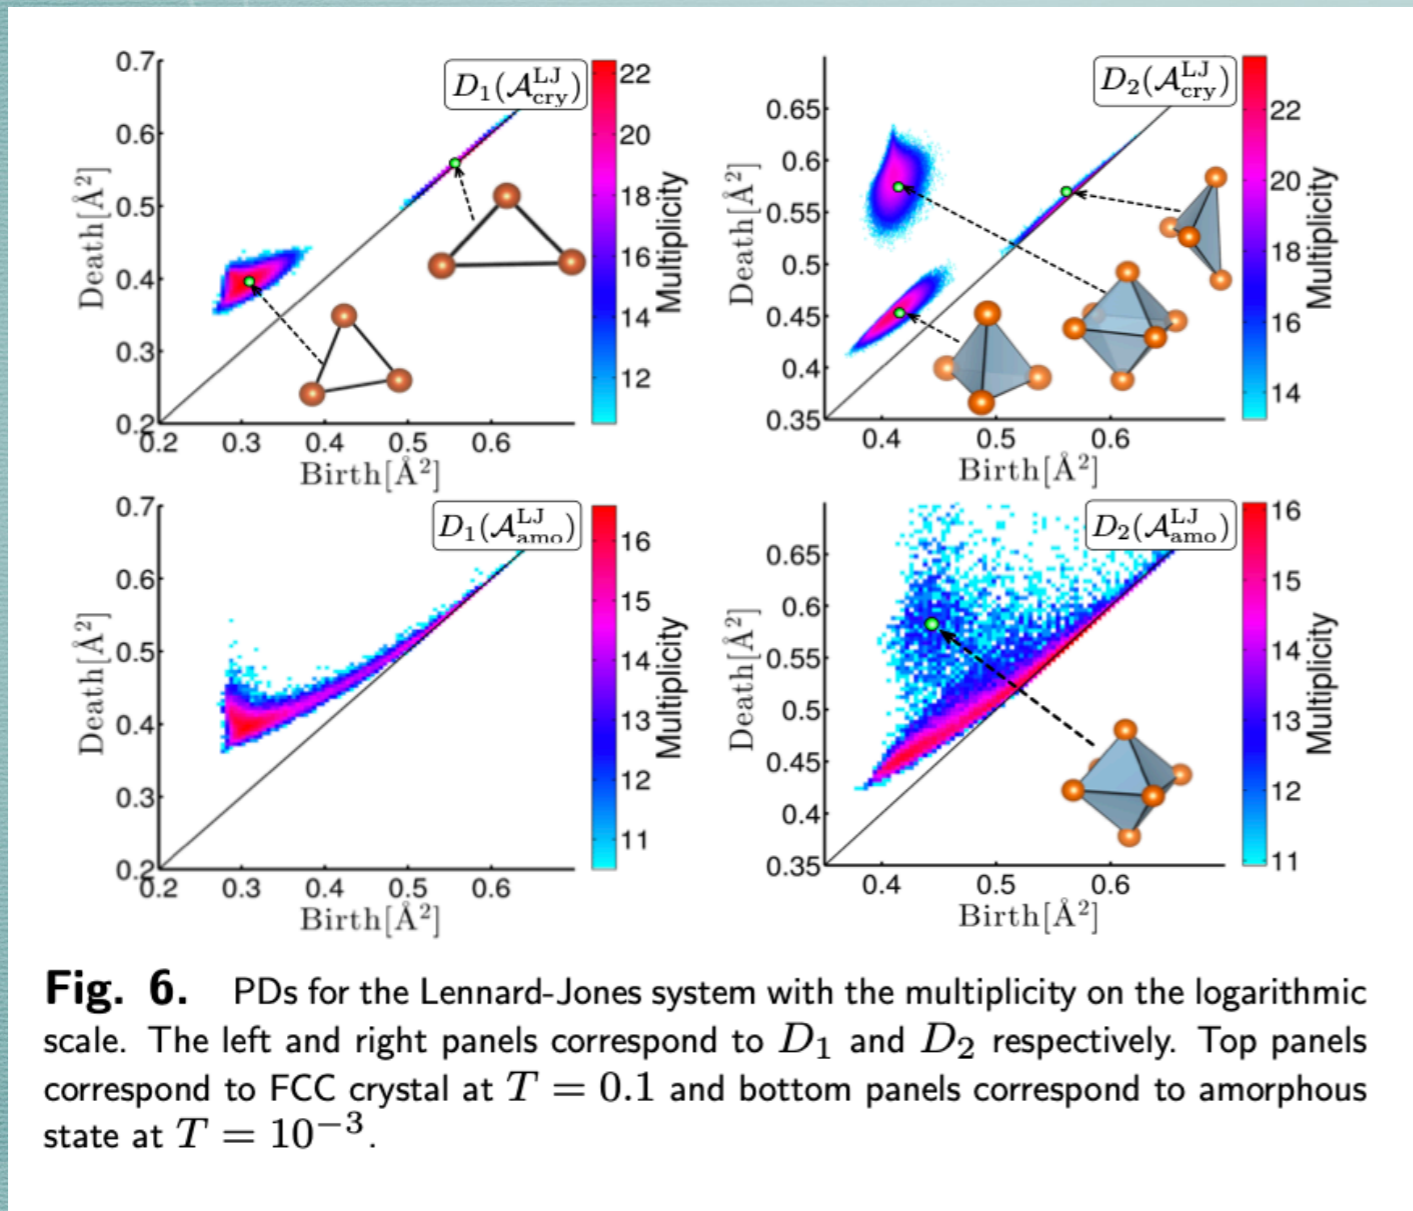 0.7
0.6
0.5
0.4
0.3
0.2
Death[Å²]
0.2 0.3 0.4 0.5 0.6
Birth[Å²]
D₁(𝒜cry^LJ)
22
20
18
16
14
12
Multiplicity
0.65
0.6
0.55
0.5
0.45
0.4
0.35
Death[Å²]
0.4 0.5 0.6
Birth[Å²]
D₂(𝒜cry^LJ)
22
20
18
16
14
Multiplicity
0.7
0.6
0.5
0.4
0.3
0.2
Death[Å²]
0.2 0.3 0.4 0.5 0.6
Birth[Å²]
D₁(𝒜amo^LJ)
16
15
14
13
12
11
Multiplicity
0.65
0.6
0.55
0.5
0.45
0.4
0.35
Death[Å²]
0.4 0.5 0.6
Birth[Å²]
D₂(𝒜amo^LJ)
16
15
14
13
12
11
Multiplicity
Fig. 6. PDs for the Lennard-Jones system with the multiplicity on the logarithmic
scale. The left and right panels correspond to D₁ and D₂ respectively. Top panels
correspond to FCC crystal at T = 0.1 and bottom panels correspond to amorphous
state at T = 10⁻³.